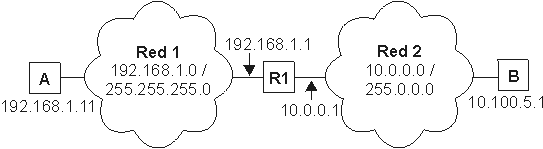 Red 1
192.168.1.0 /
255.255.255.0
A
192.168.1.11
192.168.1.1
R1
10.0.0.1
Red 2
10.0.0.0 /
255.0.0.0
B
10.100.5.1